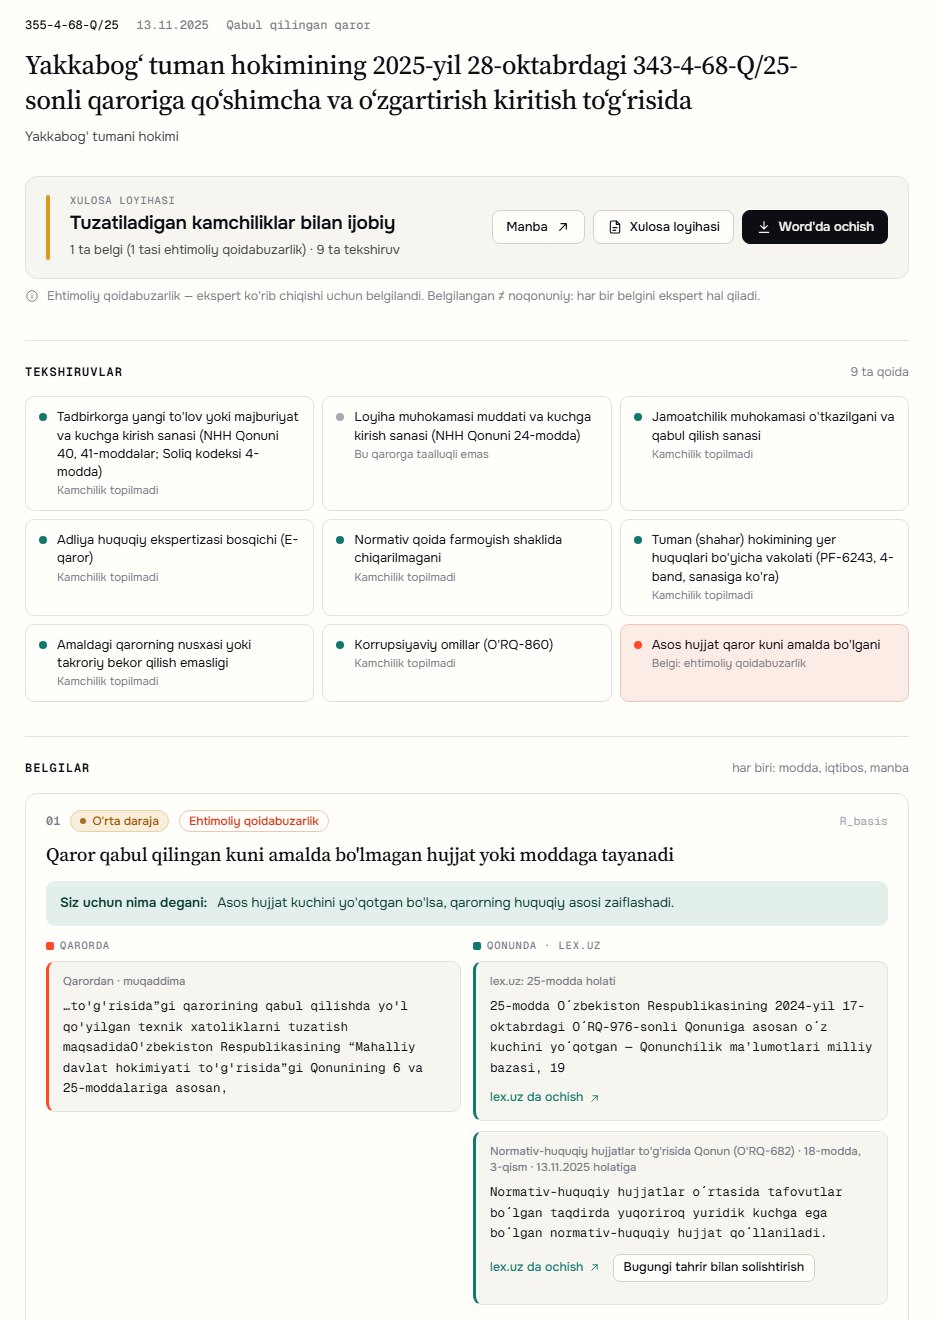 355-4-68-Q/25 13.11.2025 Qabul qilingan qaror
Yakkabog‘ tuman hokimining 2025-yil 28-oktabrdagi 343-4-68-Q/25-
sonli qaroriga qo‘shimcha va o‘zgartirish kiritish to‘g‘risida
Yakkabog' tumani hokimi
XULOSA LOYIHASI
Tuzatiladigan kamchiliklar bilan ijobiy
1 ta belgi (1 tasi ehtimoliy qoidabuzarlik) · 9 ta tekshiruv
Manba ↗
Xulosa loyihasi
Word'da ochish
Ehtimoliy qoidabuzarlik — ekspert ko'rib chiqishi uchun belgilandi. Belgilangan ≠ noqonuniy: har bir belgini ekspert hal qiladi.
TEKSHIRUVLAR
9 ta qoida
Tadbirkorga yangi to'lov yoki majburiyat
va kuchga kirish sanasi (NHH Qonuni
40, 41-moddalar; Soliq kodeksi 4-
modda)
Kamchilik topilmadi
Loyiha muhokamasi muddati va kuchga
kirish sanasi (NHH Qonuni 24-modda)
Bu qarorga taalluqli emas
Jamoatchilik muhokamasi o'tkazilgani va
qabul qilish sanasi
Kamchilik topilmadi
Adliya huquqiy ekspertizasi bosqichi (E-
qaror)
Kamchilik topilmadi
Normativ qoida farmoyish shaklida
chiqarilmagani
Kamchilik topilmadi
Tuman (shahar) hokimining yer
huquqlari bo'yicha vakolati (PF-6243, 4-
band, sanasiga ko'ra)
Kamchilik topilmadi
Amaldagi qarorning nusxasi yoki
takroriy bekor qilish emasligi
Kamchilik topilmadi
Korrupsiyaviy omillar (O'RQ-860)
Kamchilik topilmadi
Asos hujjat qaror kuni amalda bo'lgani
Belgi: ehtimoliy qoidabuzarlik
BELGILAR
har biri: modda, iqtibos, manba
01 O'rta daraja Ehtimoliy qoidabuzarlik
R_basis
Qaror qabul qilingan kuni amalda bo'lmagan hujjat yoki moddaga tayanadi
Siz uchun nima degani: Asos hujjat kuchini yo'qotgan bo'lsa, qarorning huquqiy asosi zaiflashadi.
QARORDA
Qarordan · muqaddima
…to'g'risida”gi qarorining qabul qilishda yo'l
qo'yilgan texnik xatoliklarni tuzatish
maqsadidaO'zbekiston Respublikasining “Mahalliy
davlat hokimiyati to'g'risida”gi Qonunining 6 va
25-moddalariga asosan,
QONUNDA · LEX.UZ
lex.uz: 25-modda holati
25-modda O´zbekiston Respublikasining 2024-yil 17-
oktabrdagi O´RQ-976-sonli Qonuniga asosan o´z
kuchini yo´qotgan — Qonunchilik ma’lumotlari milliy
bazasi, 19
lex.uz da ochish ↗
Normativ-huquqiy hujjatlar to'g'risida Qonun (O'RQ-682) · 18-modda,
3-qism · 13.11.2025 holatiga
Normativ-huquqiy hujjatlar o´rtasida tafovutlar
bo´lgan taqdirda yuqoriroq yuridik kuchga ega
bo´lgan normativ-huquqiy hujjat qo´llaniladi.
lex.uz da ochish ↗
Bugungi tahrir bilan solishtirish